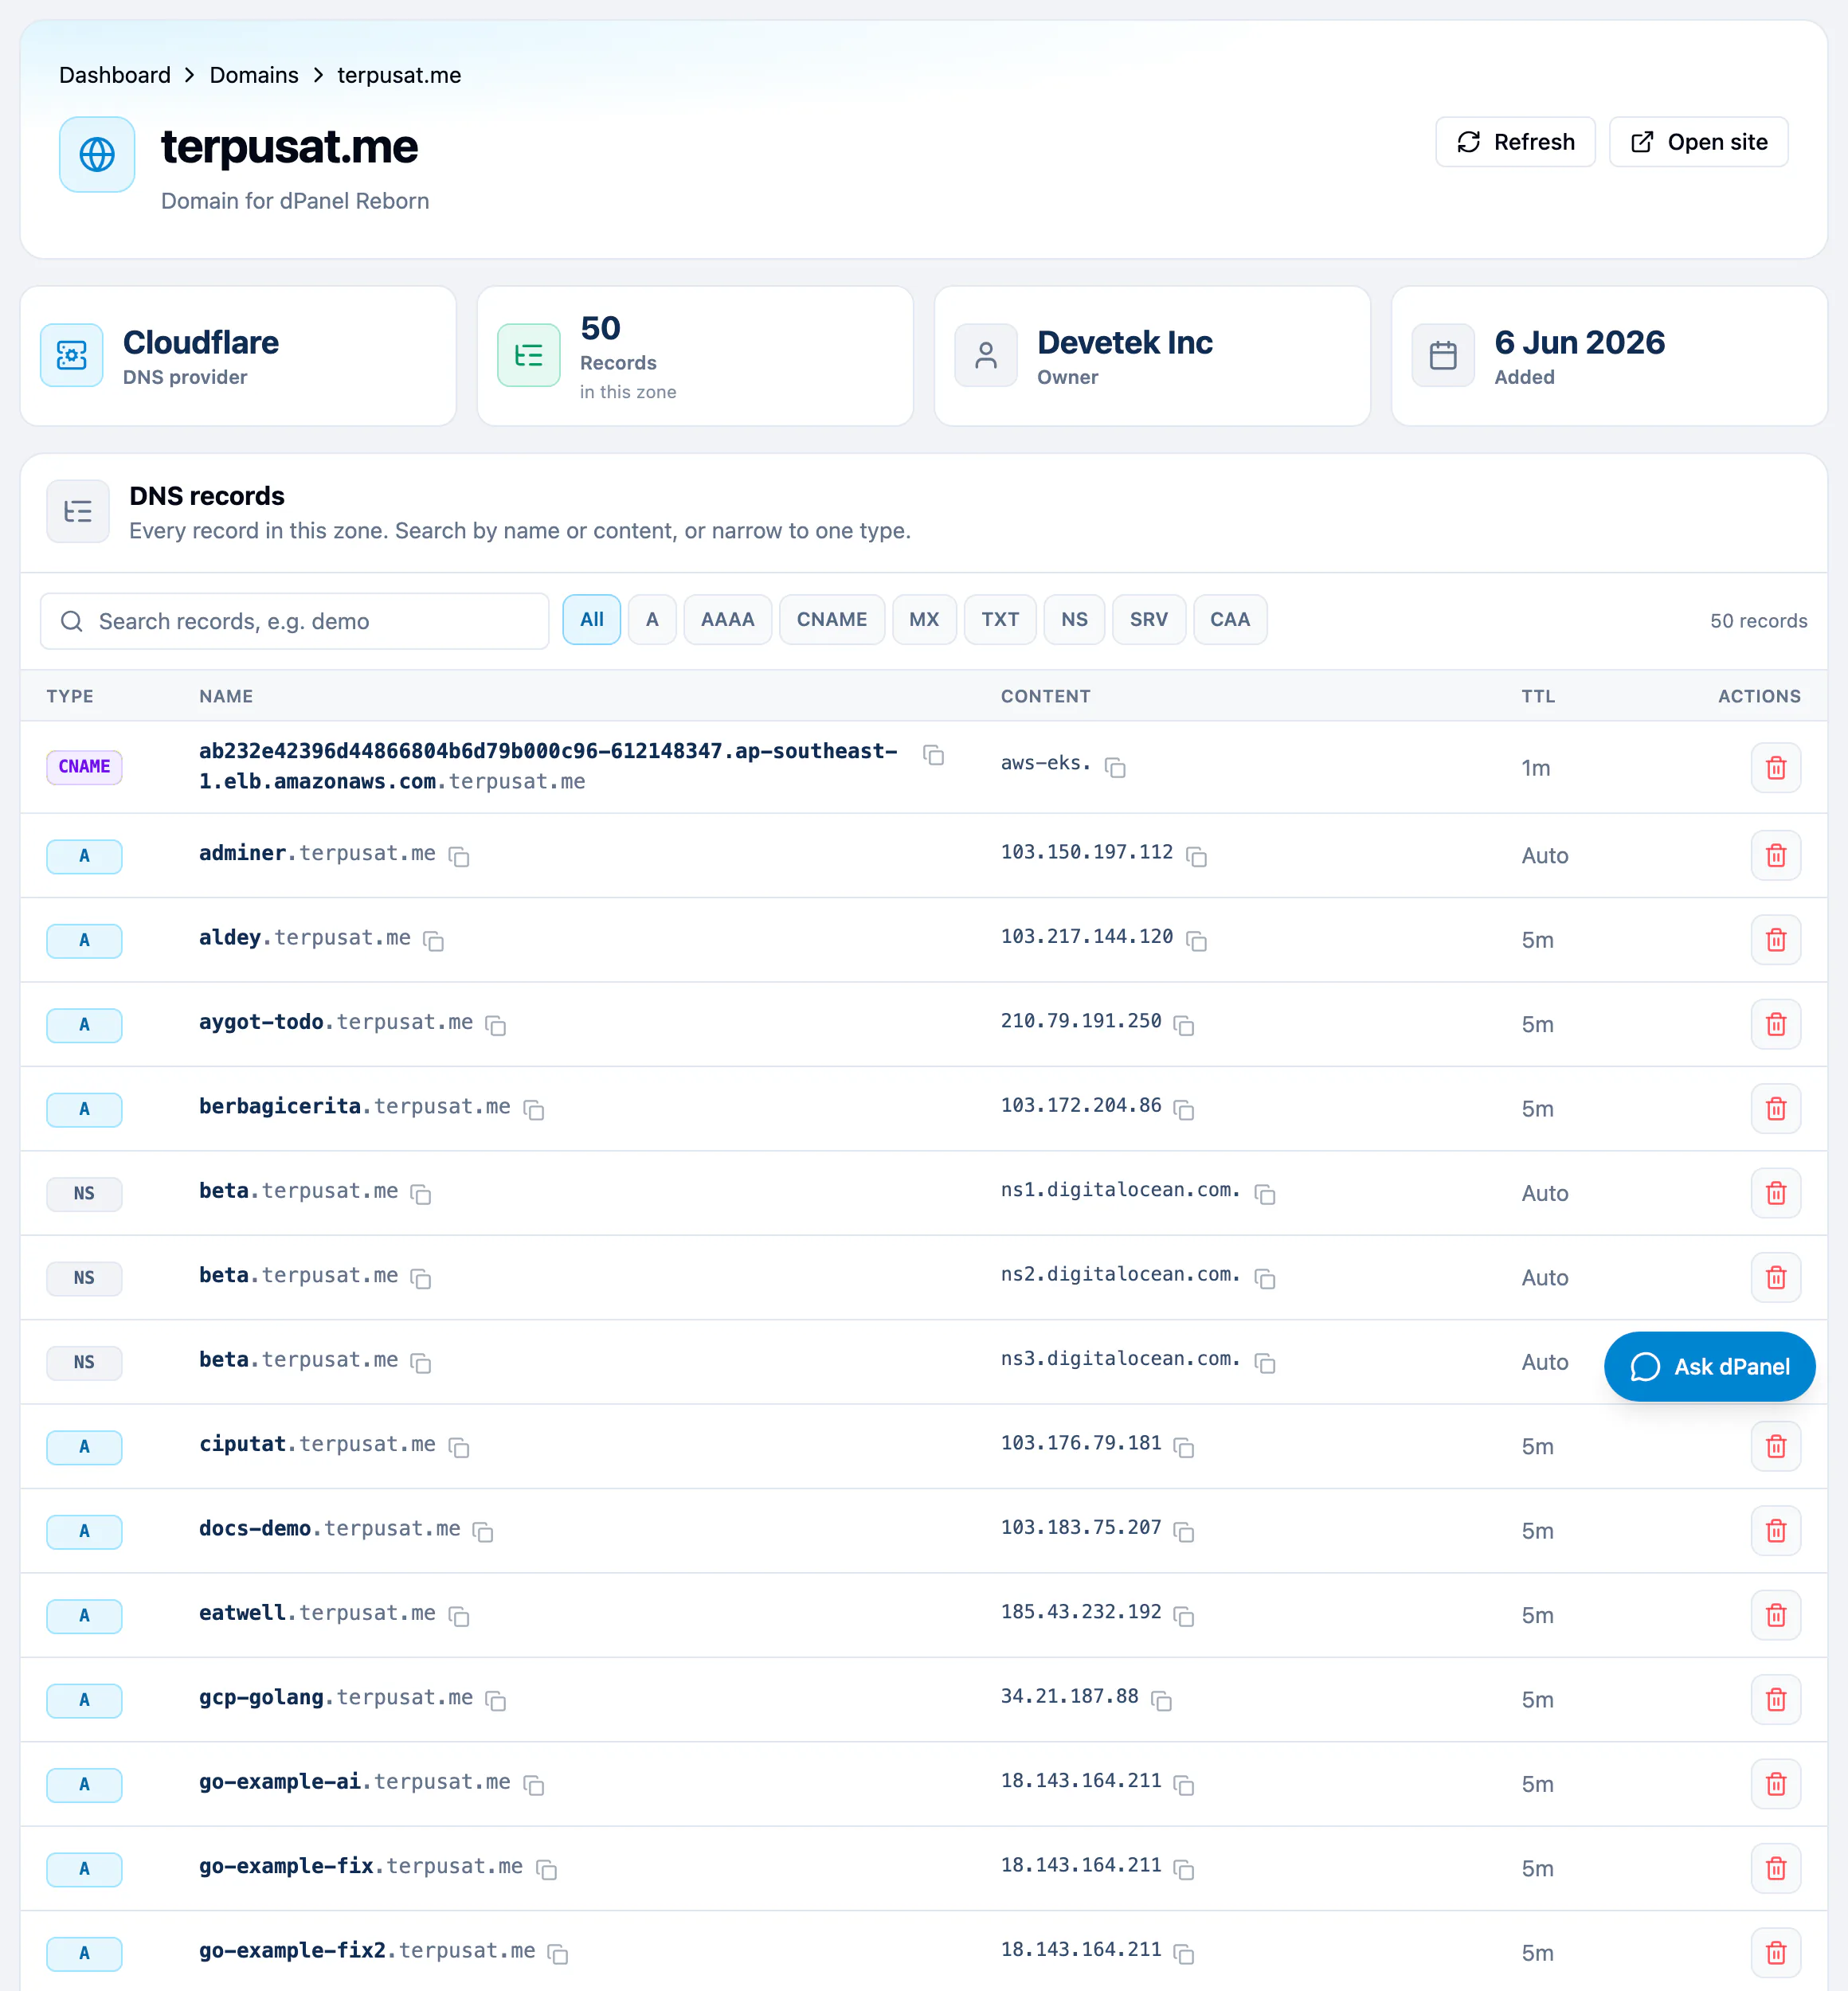 Dashboard > Domains > terpusat.me
terpusat.me
Domain for dPanel Reborn
Refresh
Open site
Cloudflare
DNS provider
50
Records
in this zone
Devetek Inc
Owner
6 Jun 2026
Added
DNS records
Every record in this zone. Search by name or content, or narrow to one type.
Search records, e.g. demo
All A AAAA CNAME MX TXT NS SRV CAA
50 records
TYPE NAME CONTENT TTL ACTIONS
CNAME ab232e42396d44866804b6d79b000c96-612148347.ap-southeast-
1.elb.amazonaws.com.terpusat.me aws-eks. 1m
A adminer.terpusat.me 103.150.197.112 Auto
A aldey.terpusat.me 103.217.144.120 5m
A aygot-todo.terpusat.me 210.79.191.250 5m
A berbagicerita.terpusat.me 103.172.204.86 5m
NS beta.terpusat.me ns1.digitalocean.com. Auto
NS beta.terpusat.me ns2.digitalocean.com. Auto
NS beta.terpusat.me ns3.digitalocean.com. Auto
Ask dPanel
A ciputat.terpusat.me 103.176.79.181 5m
A docs-demo.terpusat.me 103.183.75.207 5m
A eatwell.terpusat.me 185.43.232.192 5m
A gcp-golang.terpusat.me 34.21.187.88 5m
A go-example-ai.terpusat.me 18.143.164.211 5m
A go-example-fix.terpusat.me 18.143.164.211 5m
A go-example-fix2.terpusat.me 18.143.164.211 5m